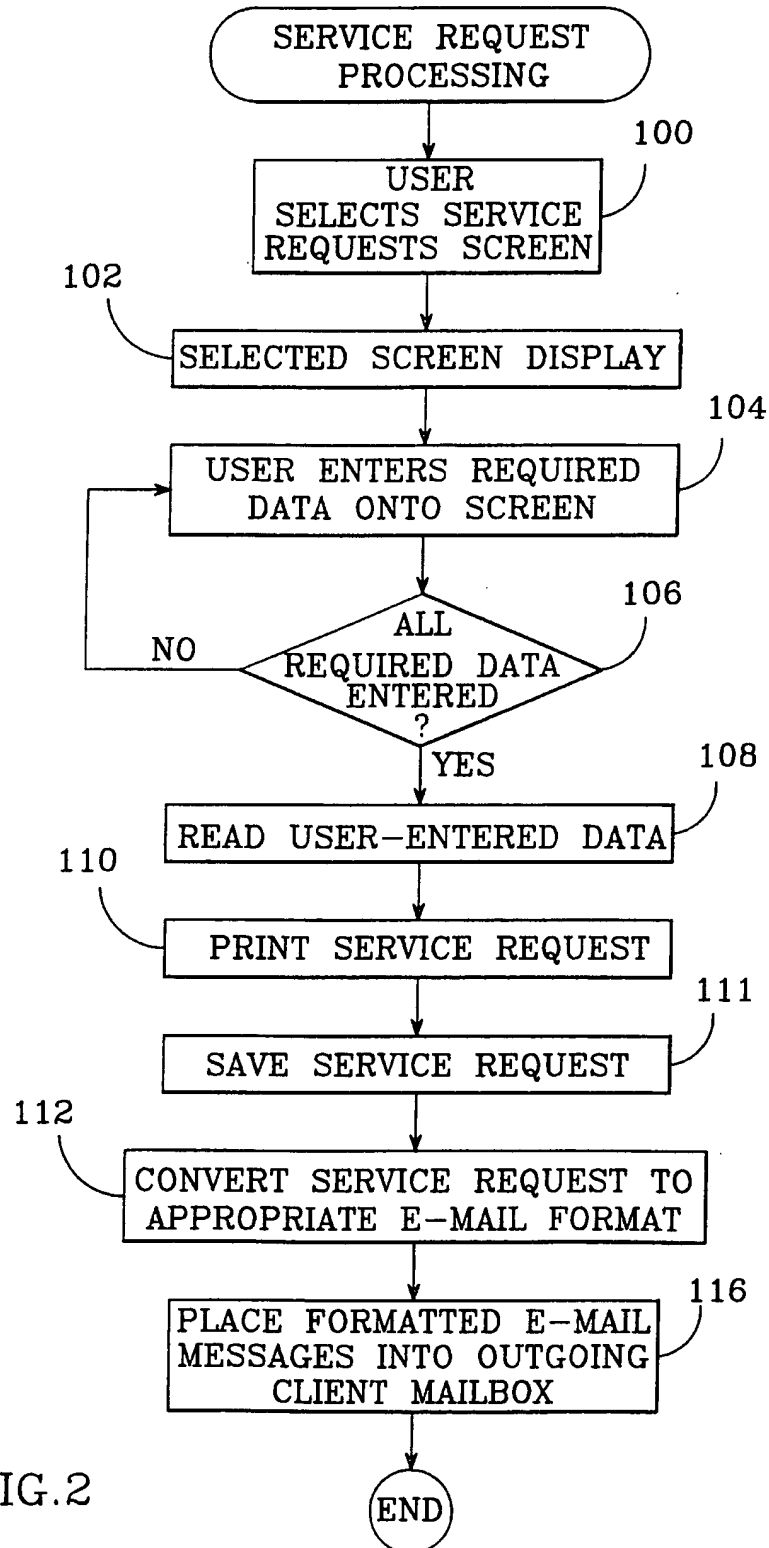 SERVICE REQUEST
PROCESSING
100
USER
SELECTS SERVICE
REQUESTS SCREEN
102
SELECTED SCREEN DISPLAY
104
USER ENTERS REQUIRED
DATA ONTO SCREEN
106
ALL
REQUIRED DATA
ENTERED
?
NO
YES
108
READ USER-ENTERED DATA
110
PRINT SERVICE REQUEST
111
SAVE SERVICE REQUEST
112
CONVERT SERVICE REQUEST TO
APPROPRIATE E-MAIL FORMAT
116
PLACE FORMATTED E-MAIL
MESSAGES INTO OUTGOING
CLIENT MAILBOX
END
IG.2